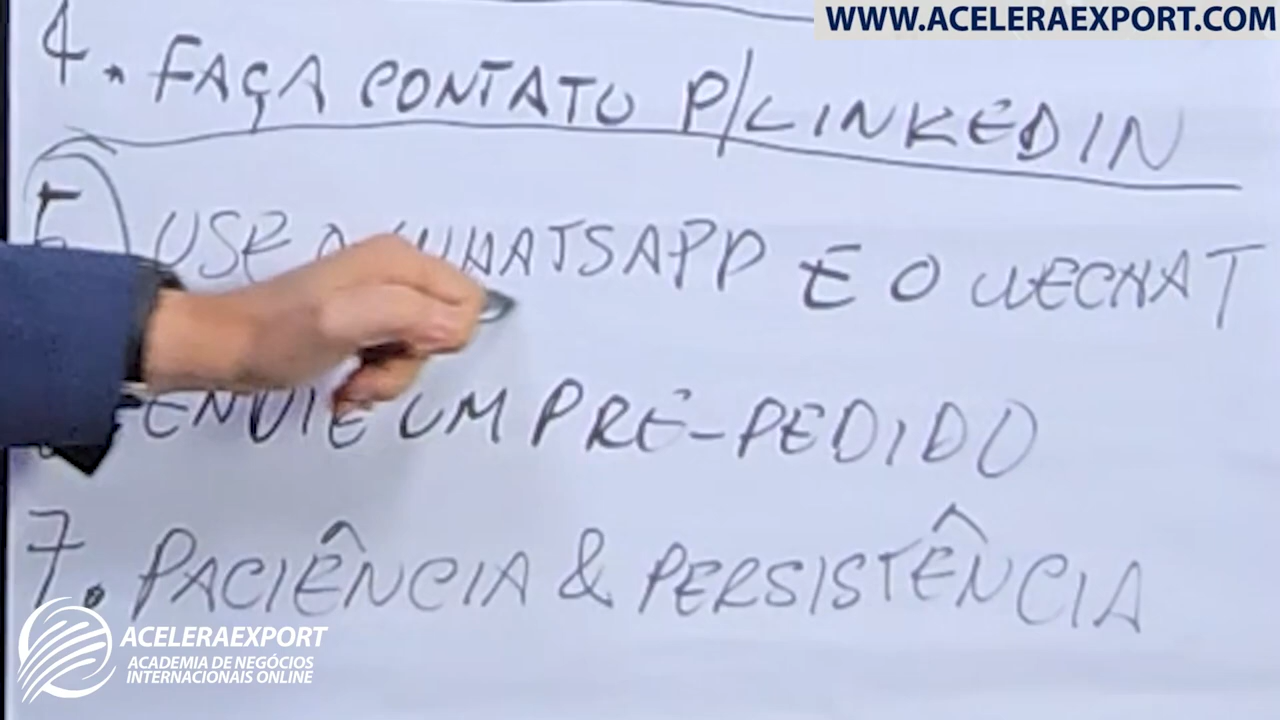 WWW.ACELERAEXPORT.COM
4. FAÇA CONTATO P/LINKEDIN
5 USE O WHATSAPP E O WECHAT
ENVIE UM PRÉ-PEDIDO
7. PACIÊNCIA & PERSISTÊNCIA
ACELERAEXPORT
ACADEMIA DE NEGÓCIOS
INTERNACIONAIS ONLINE